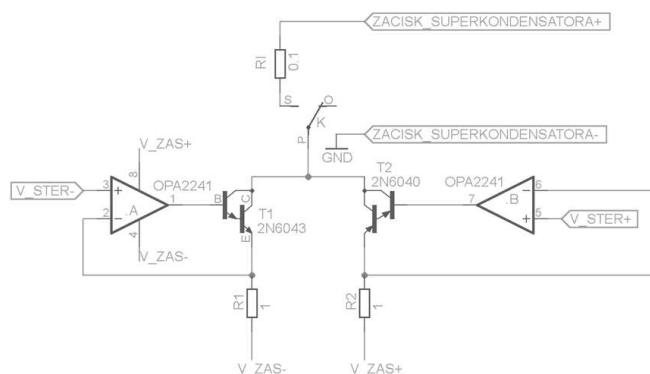 ZACISK_SUPERKONDENSATORA+
RI
0.1
S
O
K
P
ZACISK_SUPERKONDENSATORA-
GND
V_ZAS+
OPA2241
V_STER-
3
8
+
2
-
.A
1
4
V_ZAS-
B
C
E
T1
2N6043
T2
2N6040
OPA2241
7
.B
-
6
+
5
V_STER+
R1
1
R2
1
V_ZAS-
V_ZAS+